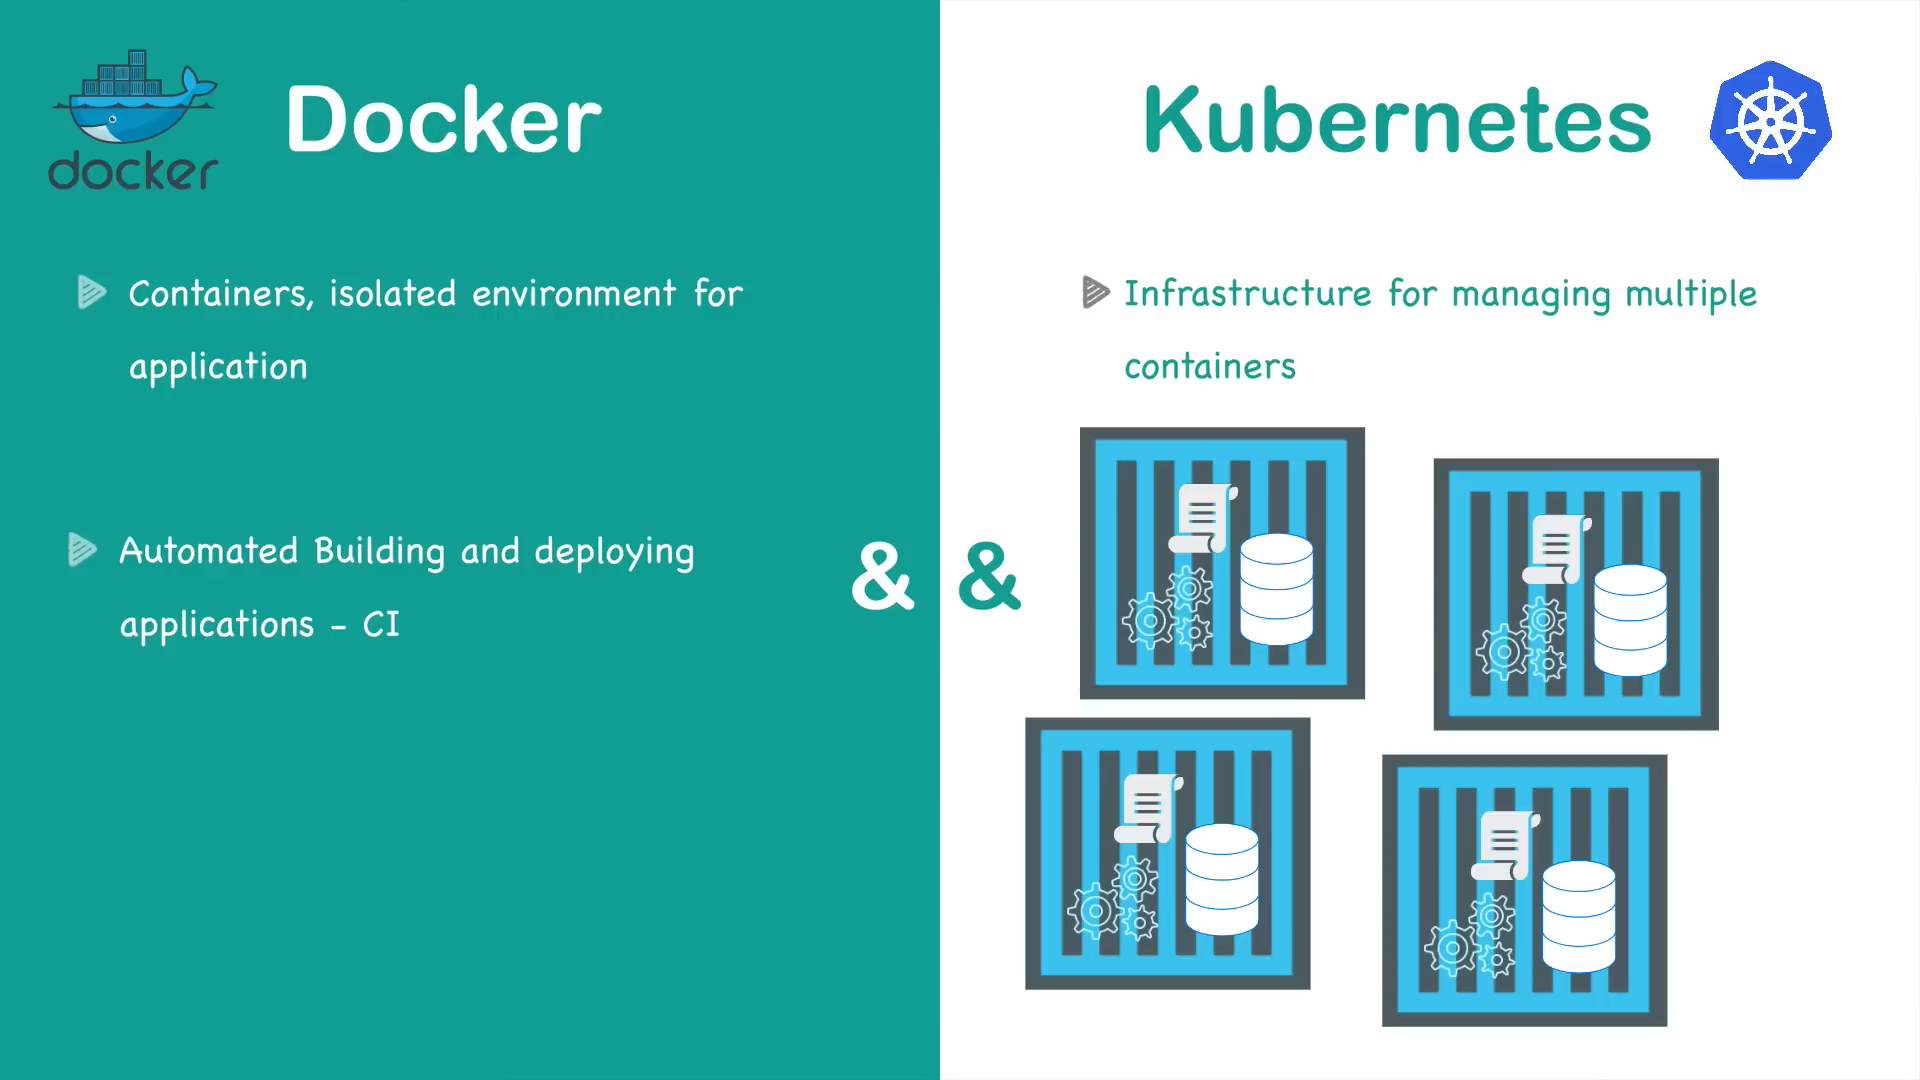 docker
Docker
Containers, isolated environment for
application
Automated Building and deploying
applications - CI
& &
Kubernetes
Infrastructure for managing multiple
containers